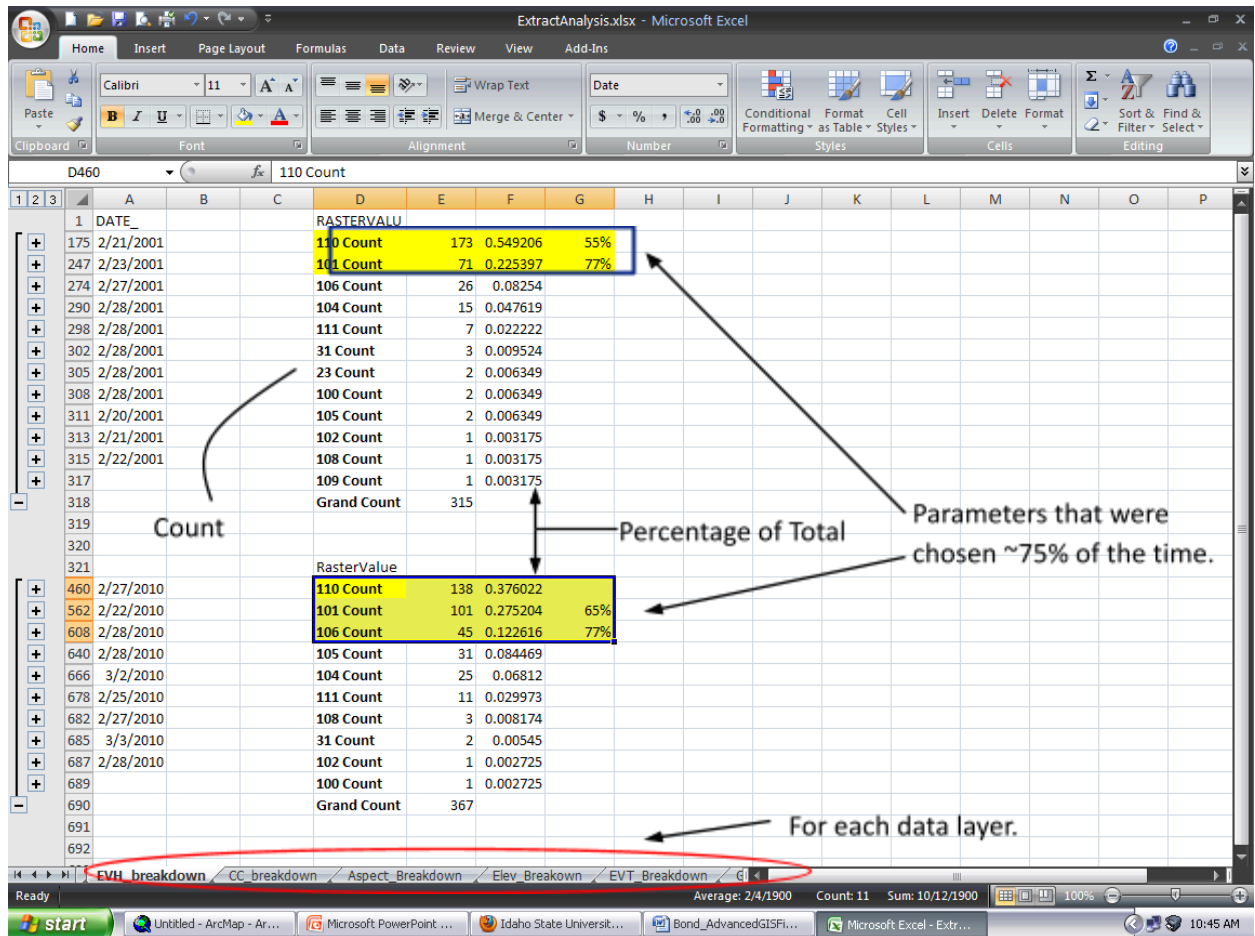 ExtractAnalysis.xlsx - Microsoft Excel
Home Insert Page Layout Formulas Data Review View Add-Ins
Paste
Calibri 11 A A
B I U A
Wrap Text
Merge & Center
Date
$ % , .0 .00 .00 .0
Conditional Formatting
Format as Table
Cell Styles
Insert Delete Format
Σ
Sort & Filter
Find & Select
Clipboard Font Alignment Number Styles Cells Editing
D460 fx 110 Count
1 2 3 A B C D E F G H I J K L M N O P
1 DATE_ RASTERVALU
175 2/21/2001 110 Count 173 0.549206 55%
247 2/23/2001 101 Count 71 0.225397 77%
274 2/27/2001 106 Count 26 0.08254
290 2/28/2001 104 Count 15 0.047619
298 2/28/2001 111 Count 7 0.022222
302 2/28/2001 31 Count 3 0.009524
305 2/28/2001 23 Count 2 0.006349
308 2/28/2001 100 Count 2 0.006349
311 2/20/2001 105 Count 2 0.006349
313 2/21/2001 102 Count 1 0.003175
315 2/22/2001 108 Count 1 0.003175
317 109 Count 1 0.003175
318 Grand Count 315
319
320
321 RasterValue
460 2/27/2010 110 Count 138 0.376022
562 2/22/2010 101 Count 101 0.275204 65%
608 2/28/2010 106 Count 45 0.122616 77%
640 2/28/2010 105 Count 31 0.084469
666 3/2/2010 104 Count 25 0.06812
678 2/25/2010 111 Count 11 0.029973
682 2/27/2010 108 Count 3 0.008174
685 3/3/2010 31 Count 2 0.00545
687 2/28/2010 102 Count 1 0.002725
689 100 Count 1 0.002725
690 Grand Count 367
691
692
Count
Percentage of Total
Parameters that were
chosen ~75% of the time.
For each data layer.
EVH_breakdown CC_breakdown Aspect_Breakdown Elev_Breakown EVT_Breakdown
Ready Average: 2/4/1900 Count: 11 Sum: 10/12/1900 100%
start Untitled - ArcMap - Ar... Microsoft PowerPoint ... Idaho State Universit... Bond_AdvancedGISFi... Microsoft Excel - Extr... 10:45 AM